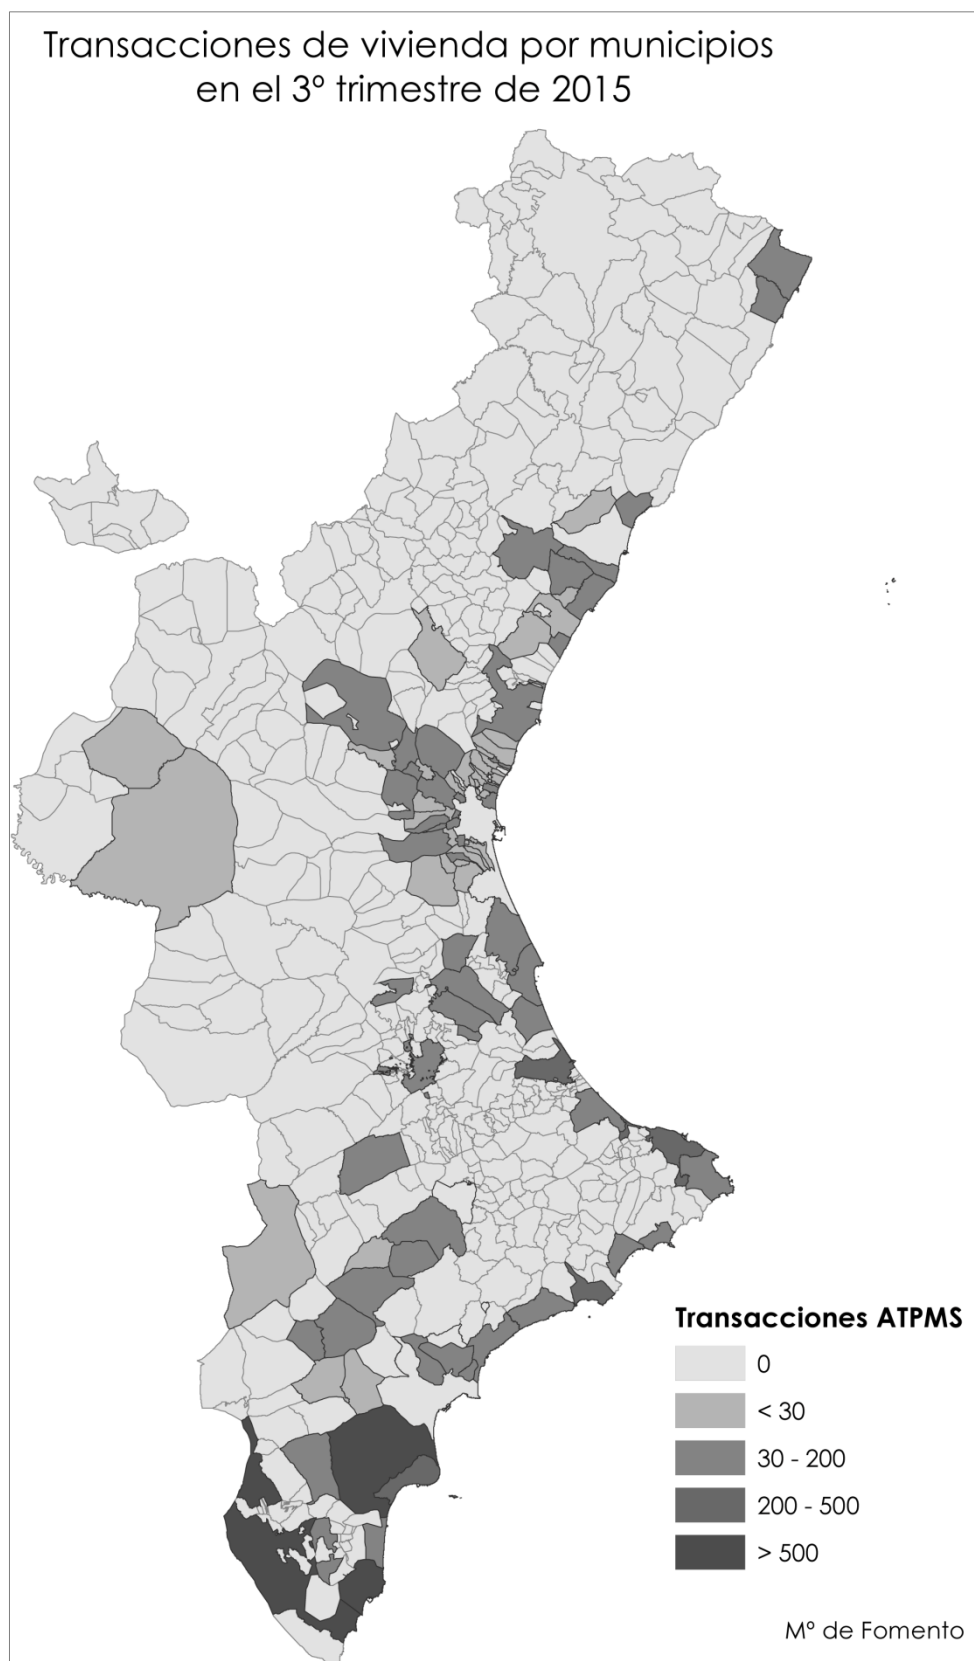 Transacciones de vivienda por municipios
en el 3º trimestre de 2015
Transacciones ATPMS
0
< 30
30 - 200
200 - 500
> 500
Mº de Fomento